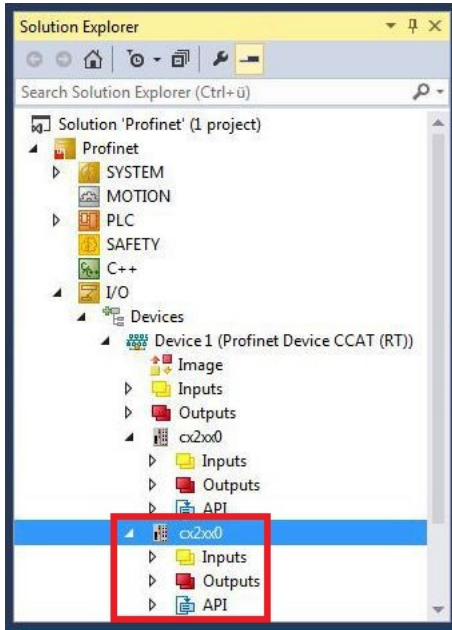 Solution Explorer
Search Solution Explorer (Ctrl+ü)
Solution 'Profinet' (1 project)
Profinet
SYSTEM
MOTION
PLC
SAFETY
C++
I/O
Devices
Device 1 (Profinet Device CCAT (RT))
Image
Inputs
Outputs
cx2xx0
Inputs
Outputs
API
cx2xx0
Inputs
Outputs
API